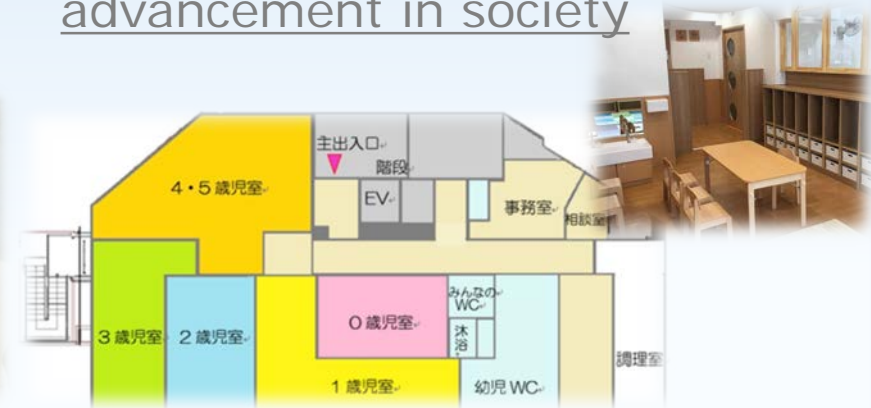 advancement in society
主出入口
階段
4・5歳児室
EV
事務室
相談室
みんなの
WC
0歳児室
沐
浴
3歳児室
2歳児室
調理室
1歳児室
幼児WC